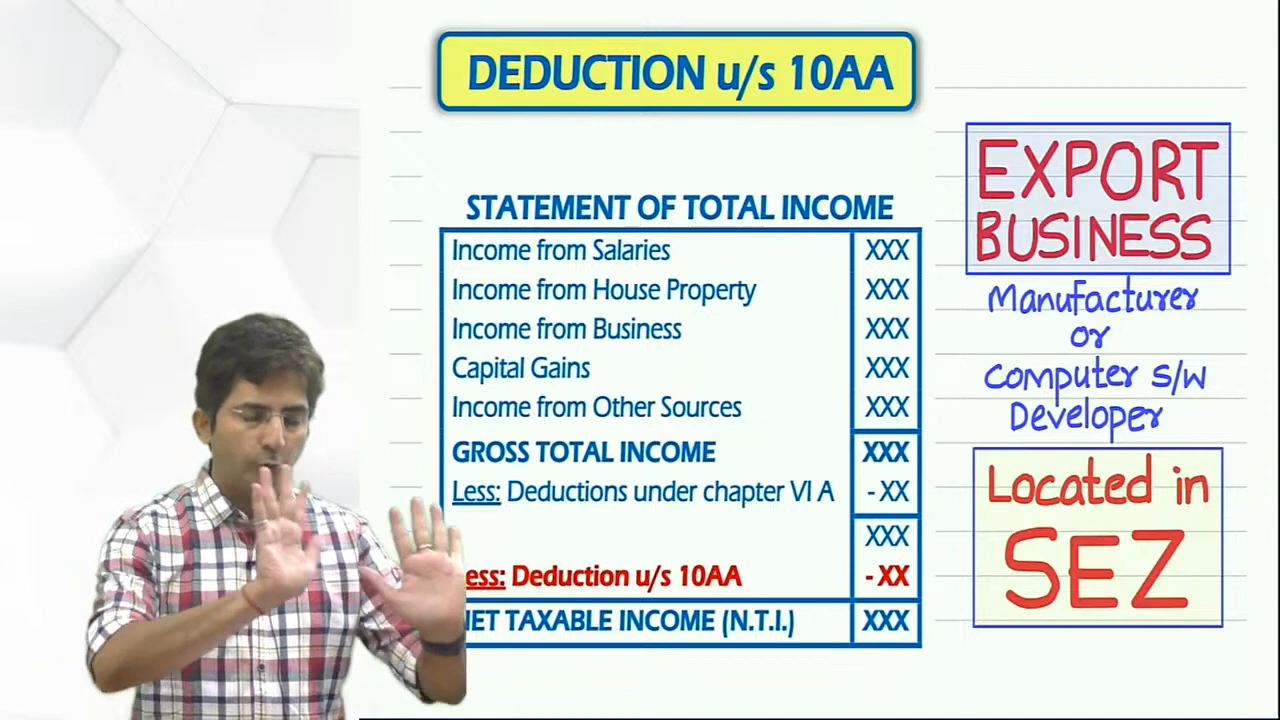 DEDUCTION u/s 10AA
STATEMENT OF TOTAL INCOME
Income from Salaries XXX
Income from House Property XXX
Income from Business XXX
Capital Gains XXX
Income from Other Sources XXX
GROSS TOTAL INCOME XXX
Less: Deductions under chapter VI A - XX
XXX
ess: Deduction u/s 10AA - XX
NET TAXABLE INCOME (N.T.I.) XXX
EXPORT
BUSINESS
Manufacturer
or
Computer S/W
Developer
Located in
SEZ